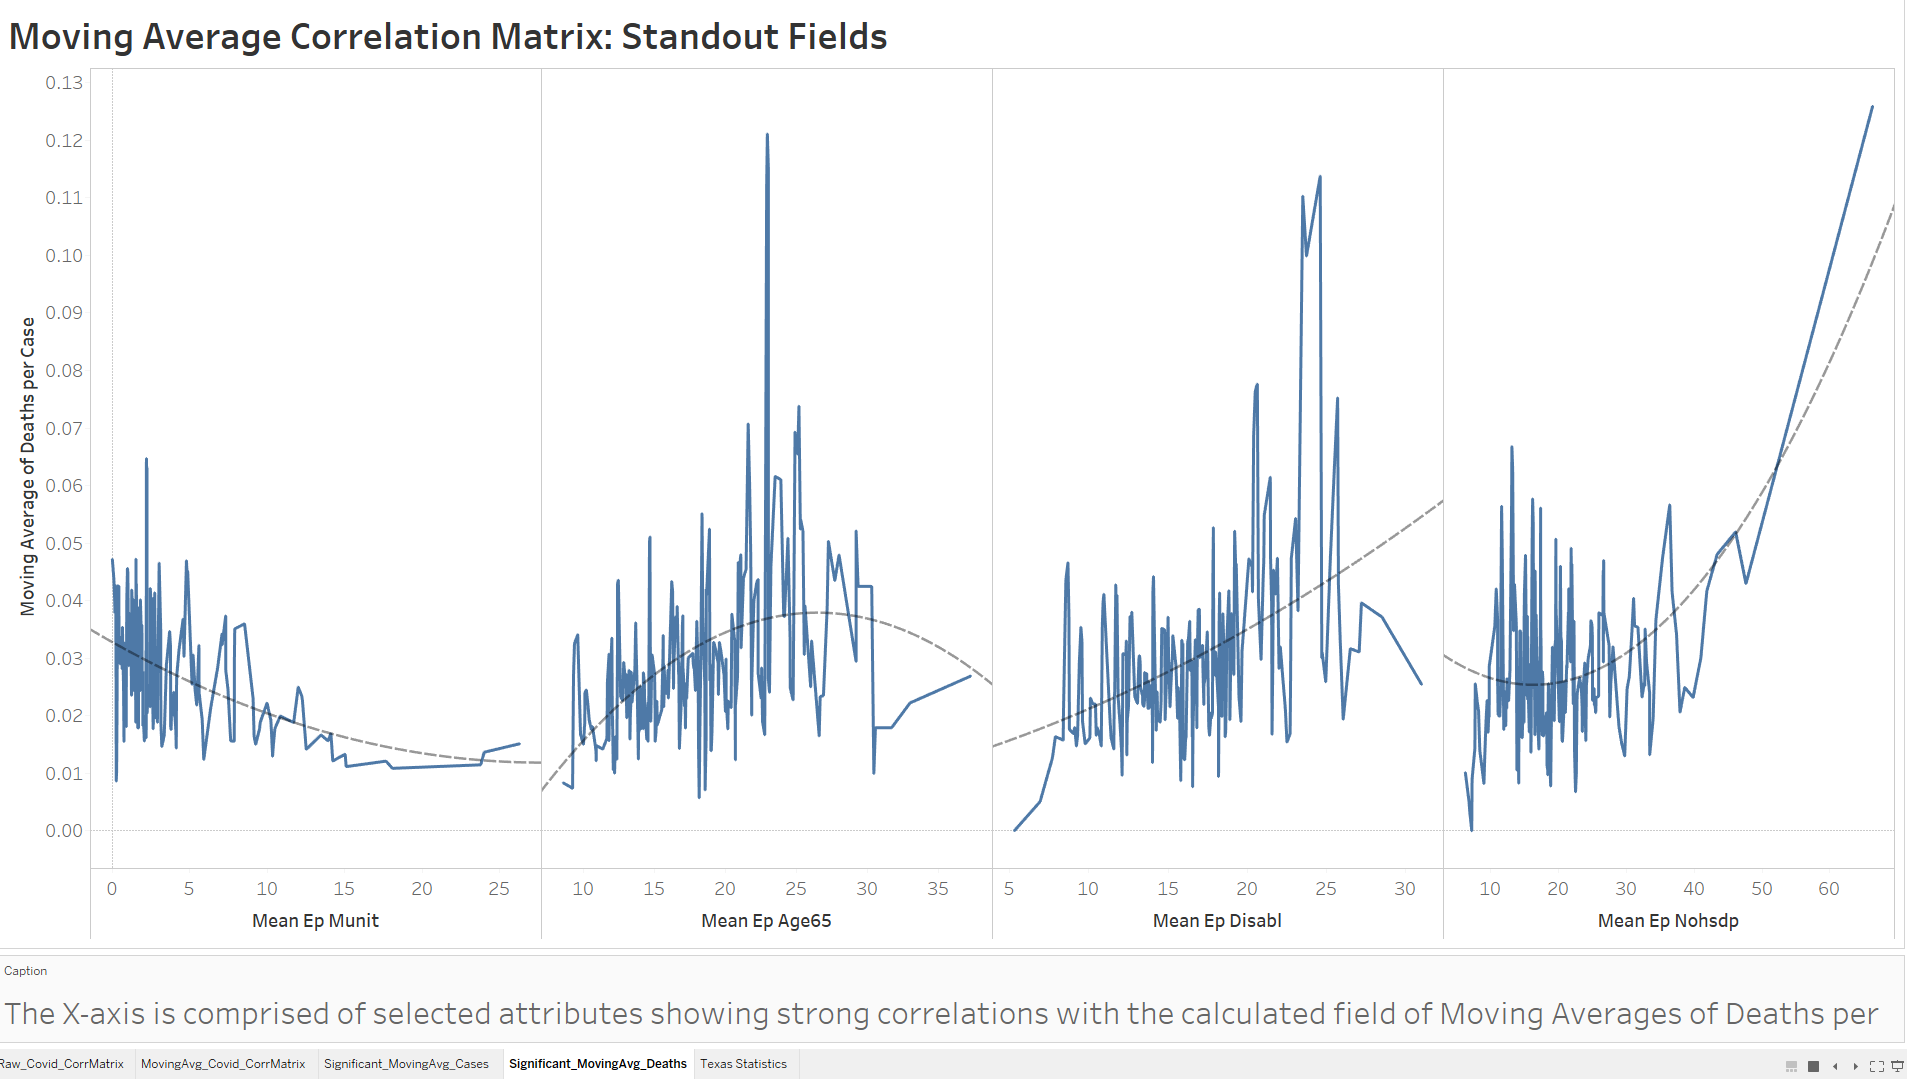 Moving Average Correlation Matrix: Standout Fields
Moving Average of Deaths per Case
0.13
0.12
0.11
0.10
0.09
0.08
0.07
0.06
0.05
0.04
0.03
0.02
0.01
0.00
0 5 10 15 20 25
Mean Ep Munit
10 15 20 25 30 35
Mean Ep Age65
5 10 15 20 25 30
Mean Ep Disabl
10 20 30 40 50 60
Mean Ep Nohsdp
Caption
The X-axis is comprised of selected attributes showing strong correlations with the calculated field of Moving Averages of Deaths per
Raw_Covid_CorrMatrix MovingAvg_Covid_CorrMatrix Significant_MovingAvg_Cases Significant_MovingAvg_Deaths Texas Statistics